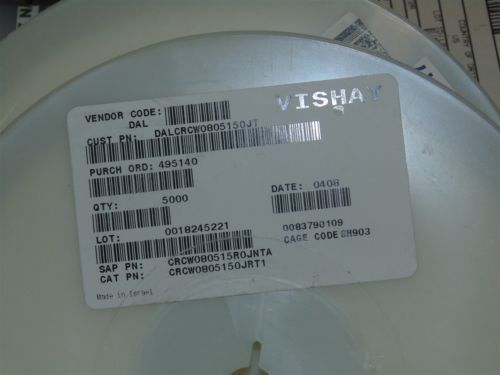 VISHAY
VENDOR CODE:
DAL
CUST PN: DALCRCW0805150JT
PURCH ORD: 495140
QTY: 5000
DATE: 0408
LOT: 0018245221
0083790109
CAGE CODE SH903
SAP PN: CRCW080515R0JNTA
CAT PN: CRCW0805150JRT1
Made in Israel